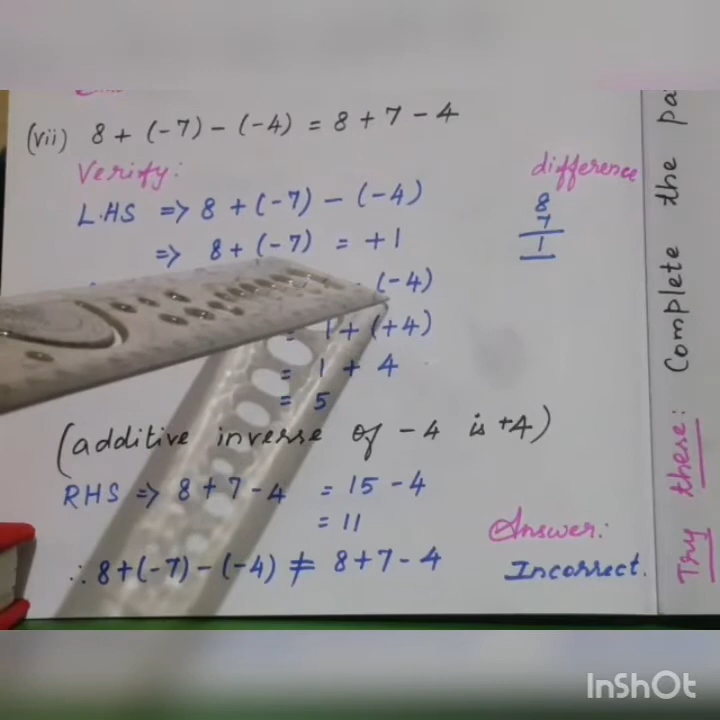 (vii) 8 + (-7) - (-4) = 8 + 7 - 4
Verify:
L.HS ⇒ 8 + (-7) - (-4)
⇒ 8 + (-7) = +1
(-4)
= 1 + (+4)
= 1 + 4
= 5
(additive inverse of -4 is +4)
RHS ⇒ 8 + 7 - 4 = 15 - 4
= 11
∴ 8 + (-7) - (-4) ≠ 8 + 7 - 4
difference
8
7
1
Answer:
Incorrect.
Try these: Complete the pa
InShOt